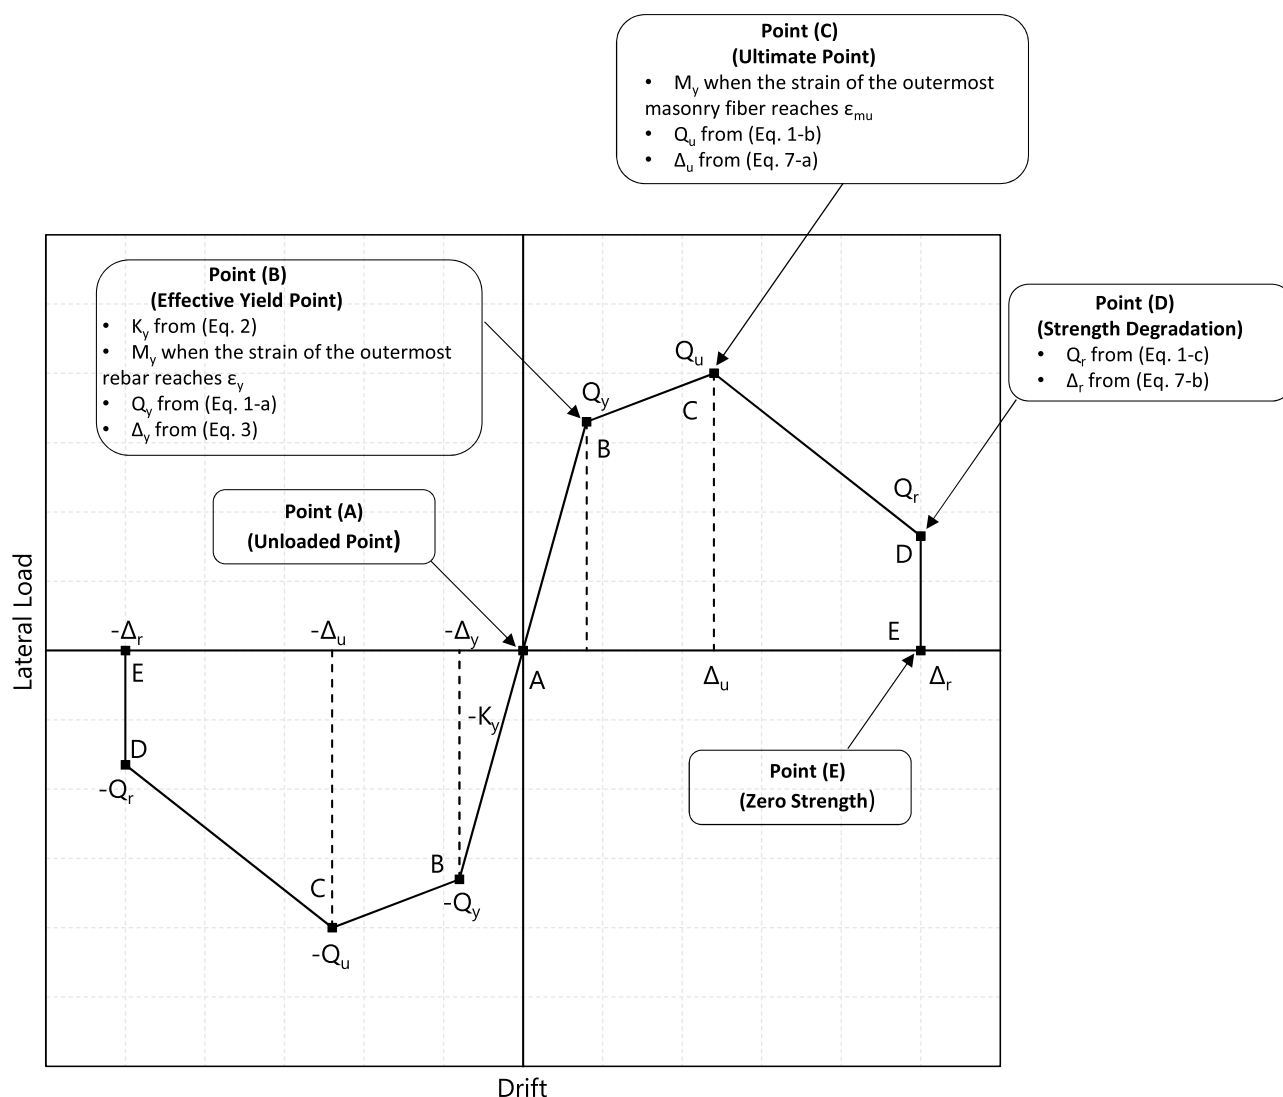 Point (C)
(Ultimate Point)
• My when the strain of the outermost
masonry fiber reaches εmu
• Qu from (Eq. 1-b)
• Δu from (Eq. 7-a)
Point (B)
(Effective Yield Point)
• Ky from (Eq. 2)
• My when the strain of the outermost
rebar reaches εy
• Qy from (Eq. 1-a)
• Δy from (Eq. 3)
Point (D)
(Strength Degradation)
• Qr from (Eq. 1-c)
• Δr from (Eq. 7-b)
Point (A)
(Unloaded Point)
Qu
C
Qy
B
Qr
D
E
Lateral Load
-Δr
-Δu
-Δy
E
A
Δu
Δr
-Ky
D
-Qr
Point (E)
(Zero Strength)
B
C
-Qy
-Qu
Drift